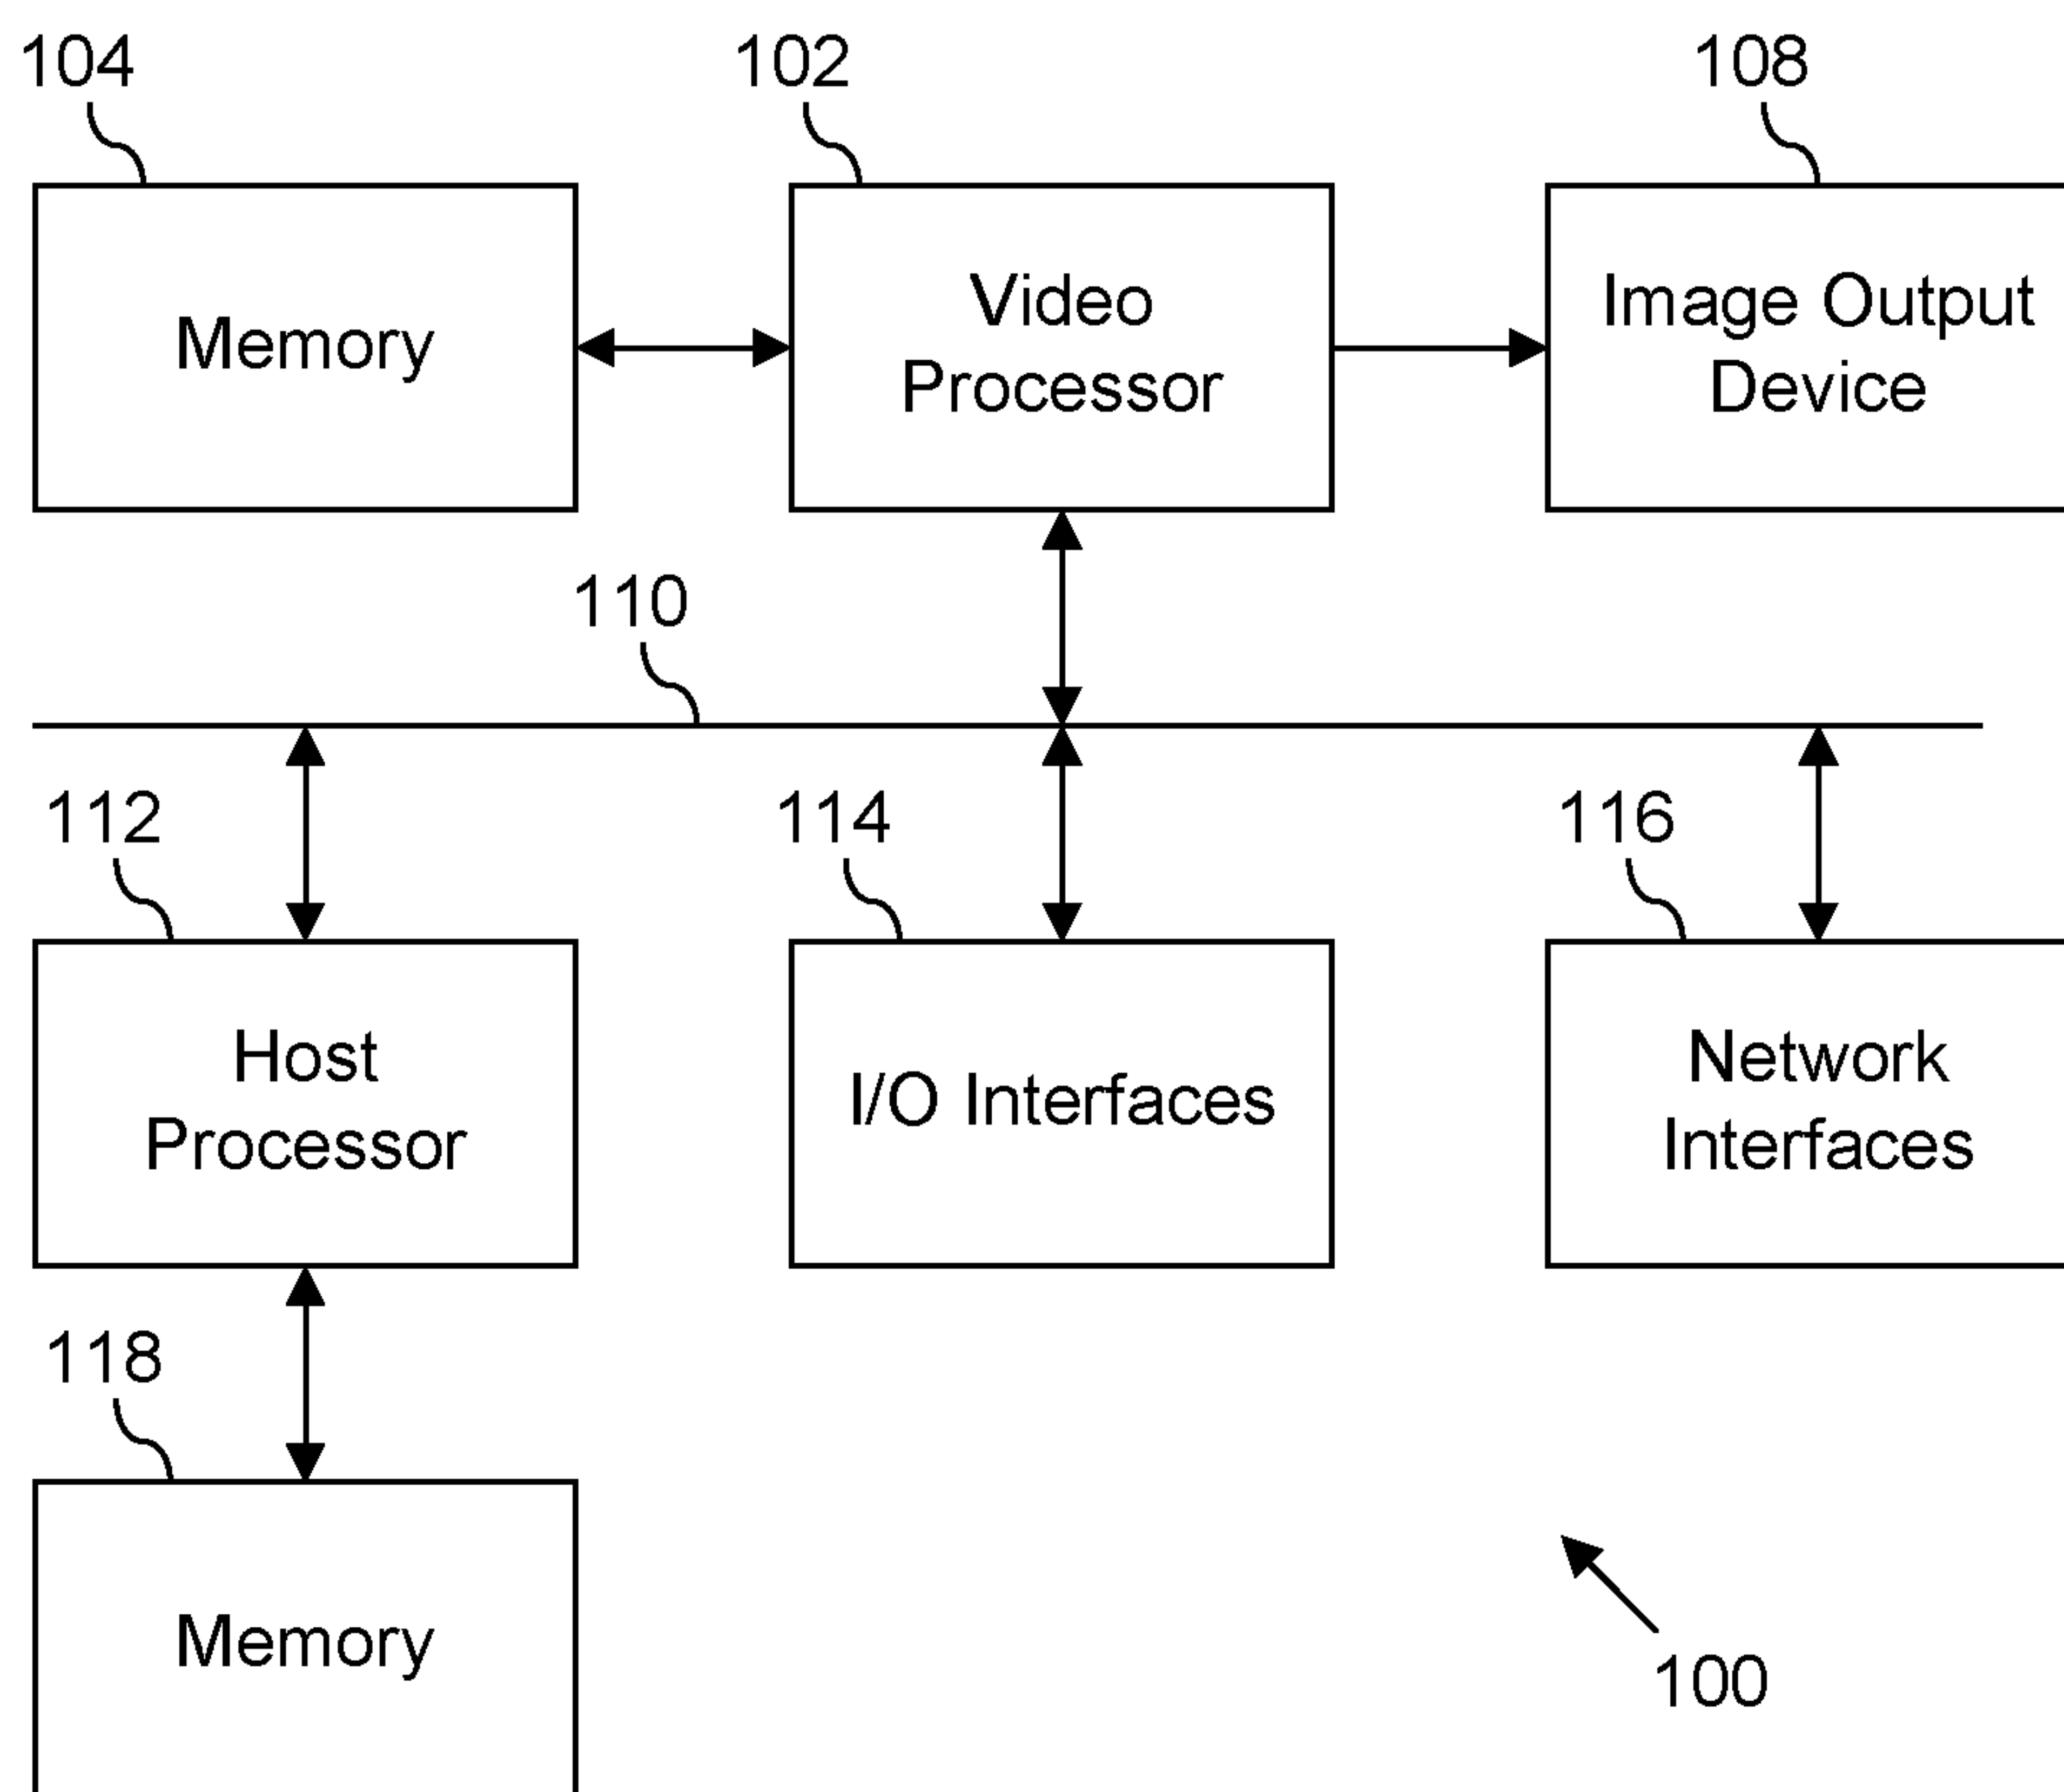 104
102
108
Memory
Video
Processor
Image Output
Device
110
112
114
116
Host
Processor
I/O Interfaces
Network
Interfaces
118
Memory
100